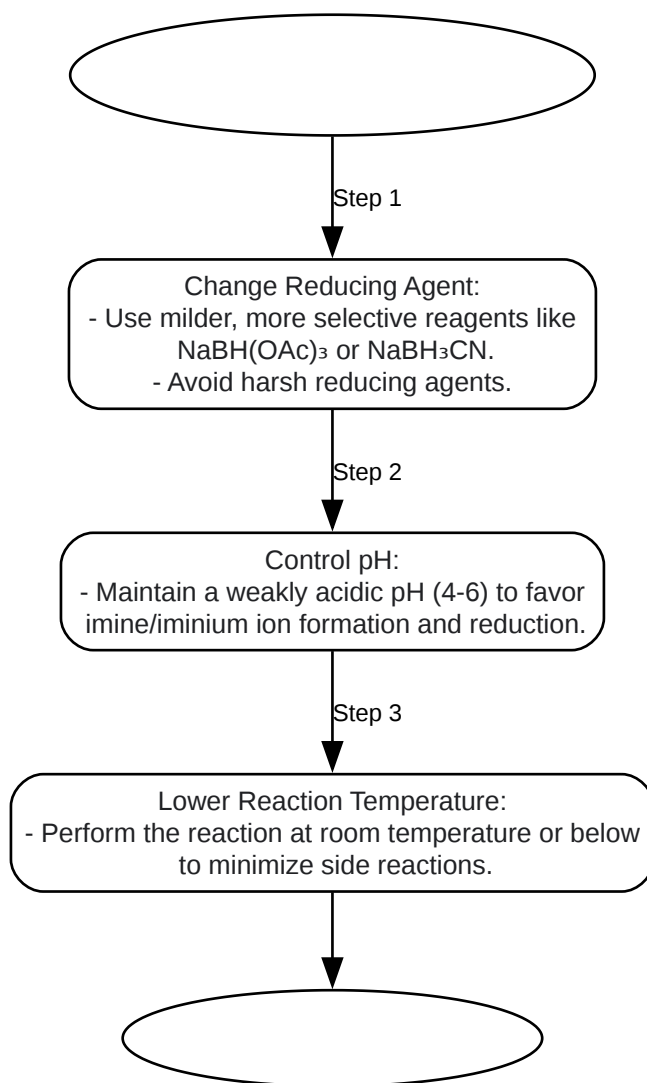 Step 1
Change Reducing Agent:
- Use milder, more selective reagents like
NaBH(OAc)₃ or NaBH₃CN.
- Avoid harsh reducing agents.
Step 2
Control pH:
- Maintain a weakly acidic pH (4-6) to favor
imine/iminium ion formation and reduction.
Step 3
Lower Reaction Temperature:
- Perform the reaction at room temperature or below
to minimize side reactions.